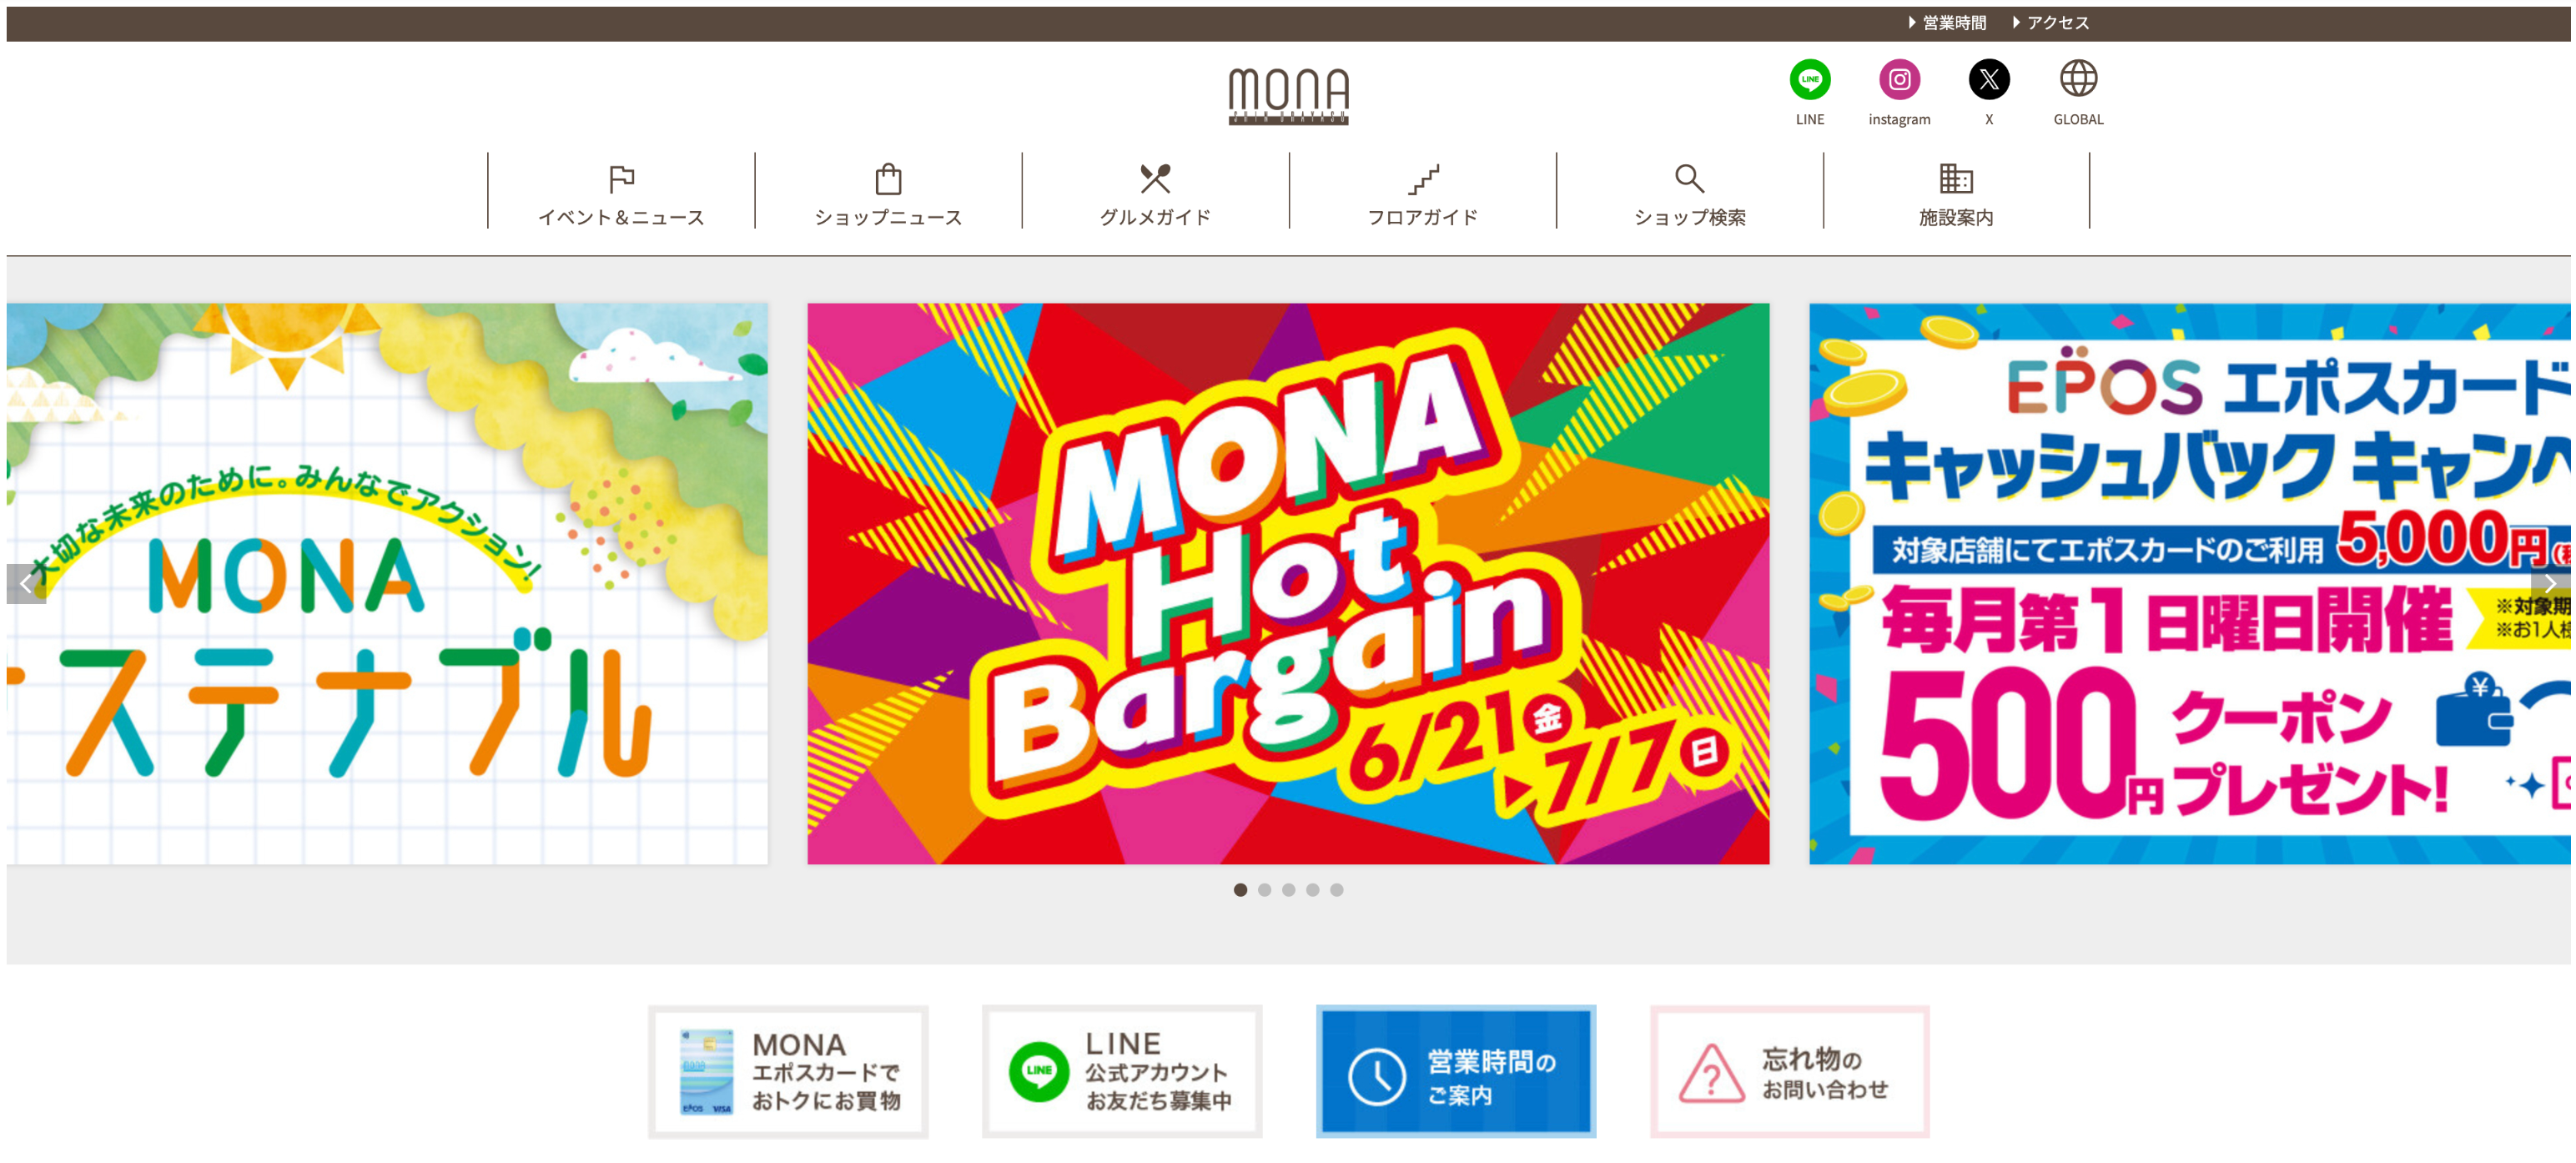 営業時間
アクセス
MONA
SHIN URAYASU
LINE
LINE
instagram
X
GLOBAL
イベント＆ニュース
ショップニュース
グルメガイド
フロアガイド
ショップ検索
施設案内
大切な未来のために。みんなでアクション!
MONA
ステナブル
MONA
Hot
Bargain
6/21金
▶7/7日
EPOS エポスカード
キャッシュバック キャン
対象店舗にてエポスカードのご利用 5,000円
毎月第1日曜日開催
※対象期
※お1人様
500円クーポン
プレゼント!
MONA
エポスカードで
おトクにお買物
EPOS VISA
LINE
LINE
公式アカウント
お友だち募集中
営業時間の
ご案内
忘れ物の
お問い合わせ